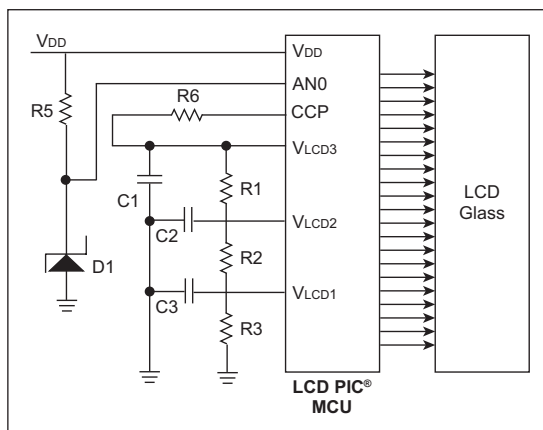 VDD
R5
D1
R6
C1
C2
C3
R1
R2
R3
VDD
AN0
CCP
VLCD3
VLCD2
VLCD1
LCD PIC®
MCU
LCD
Glass